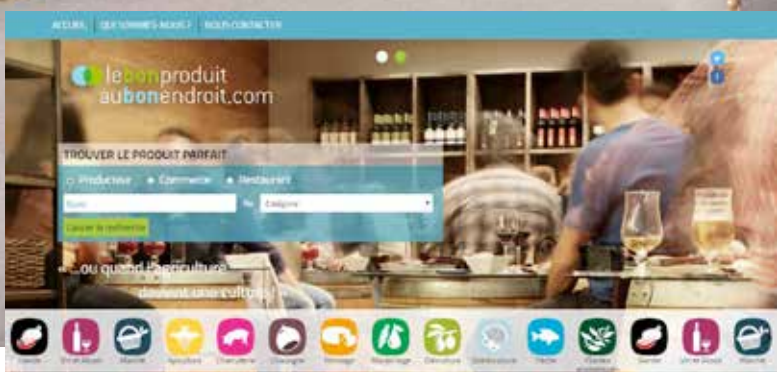 ACCUEIL QUI SOMMES-NOUS ? NOUS CONTACTER
lebonproduit
aubonendroit.com
TROUVER LE PRODUIT PARFAIT
Producteur Commerce Restaurant
Catégorie
Lancer la recherche
«...ou quand l'agriculture
devient une culture
Viande Vin et Alcool Marché Apiculture Charcuterie Fromage Maraîchage Oléiculture Pêche Viande Vin et Alcool Marché